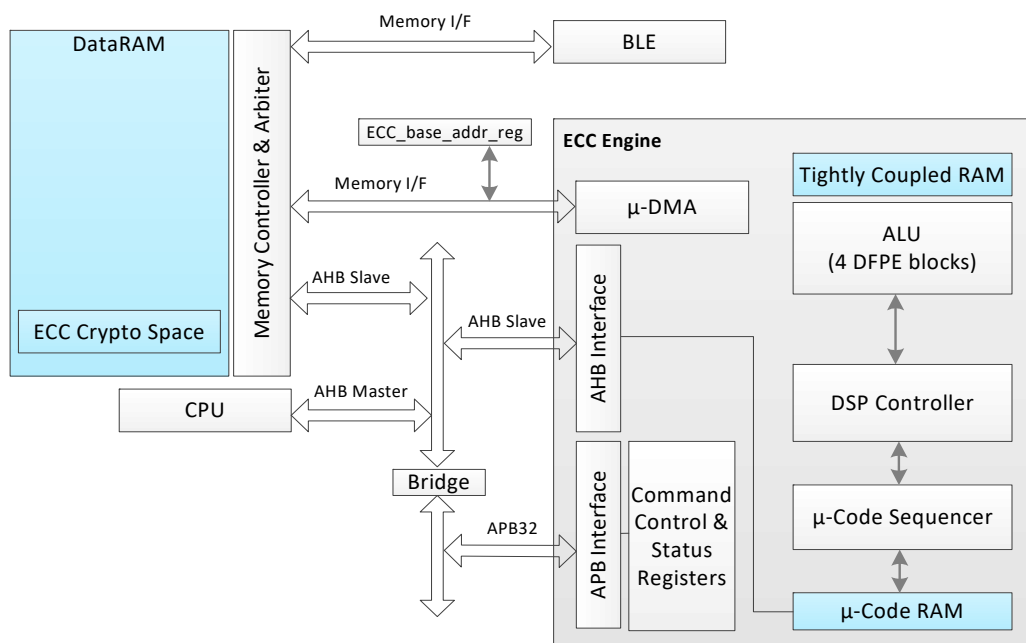 Memory I/F
DataRAM
BLE
Memory Controller & Arbiter
ECC_base_addr_reg
ECC Engine
Tightly Coupled RAM
Memory I/F
μ-DMA
ALU
(4 DFPE blocks)
AHB Slave
AHB Slave
ECC Crypto Space
AHB Interface
AHB Master
CPU
DSP Controller
Bridge
Command
Control &
Status
Registers
μ-Code Sequencer
APB32
APB Interface
μ-Code RAM